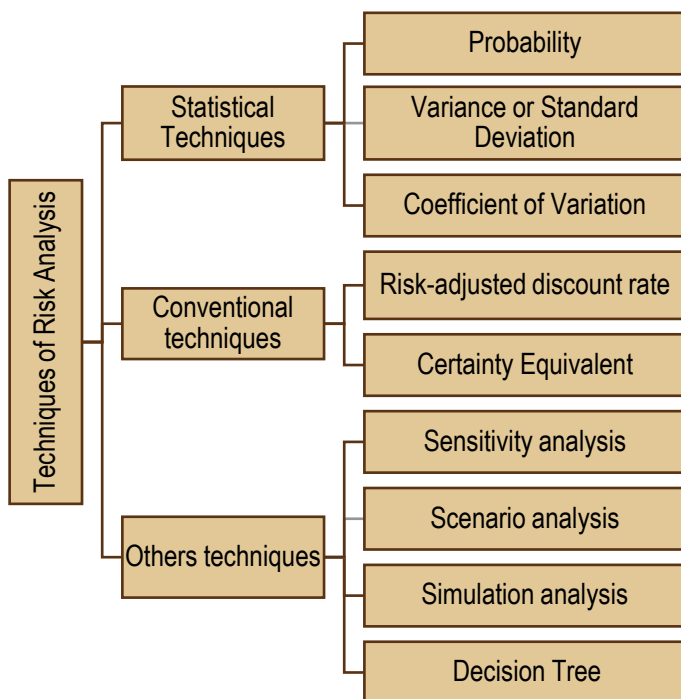 Techniques of Risk Analysis
Statistical
Techniques
Probability
Variance or Standard
Deviation
Coefficient of Variation
Conventional
techniques
Risk-adjusted discount rate
Certainty Equivalent
Others techniques
Sensitivity analysis
Scenario analysis
Simulation analysis
Decision Tree